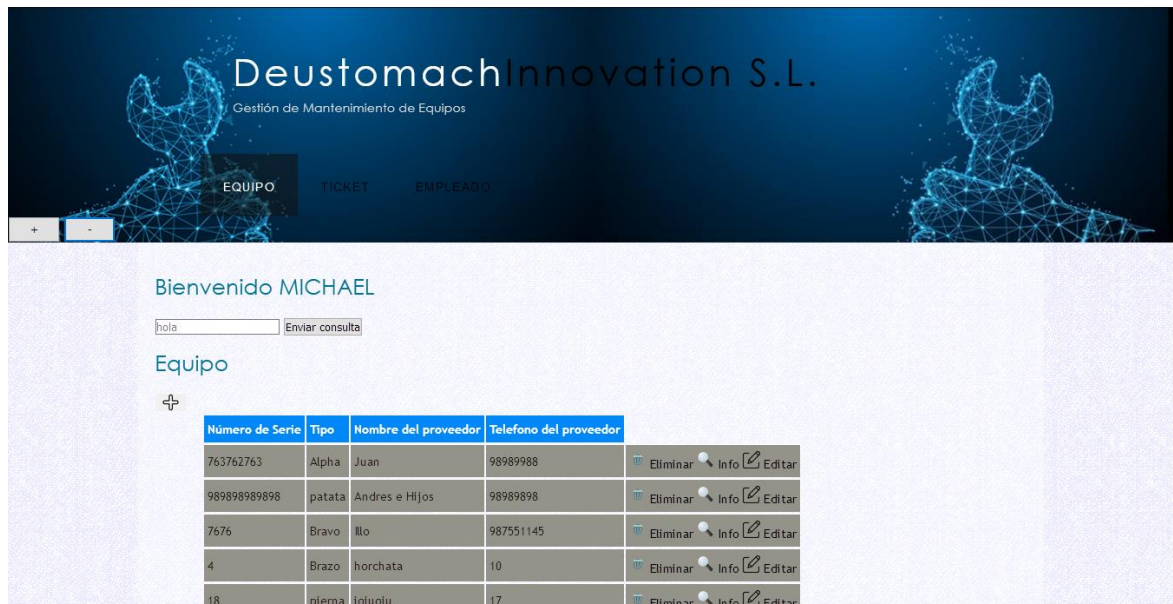 DeustomachInnovation S.L.
Gestión de Mantenimiento de Equipos
EQUIPO TICKET EMPLEADO
+ -
Bienvenido MICHAEL
hola Enviar consulta
Equipo
Número de Serie Tipo Nombre del proveedor Telefono del proveedor
763762763 Alpha Juan 98989988 Eliminar Info Editar
989898989898 patata Andres e Hijos 98989898 Eliminar Info Editar
7676 Bravo Illo 987551145 Eliminar Info Editar
4 Brazo horchata 10 Eliminar Info Editar
18 pierna 17 Eliminar Info Editar